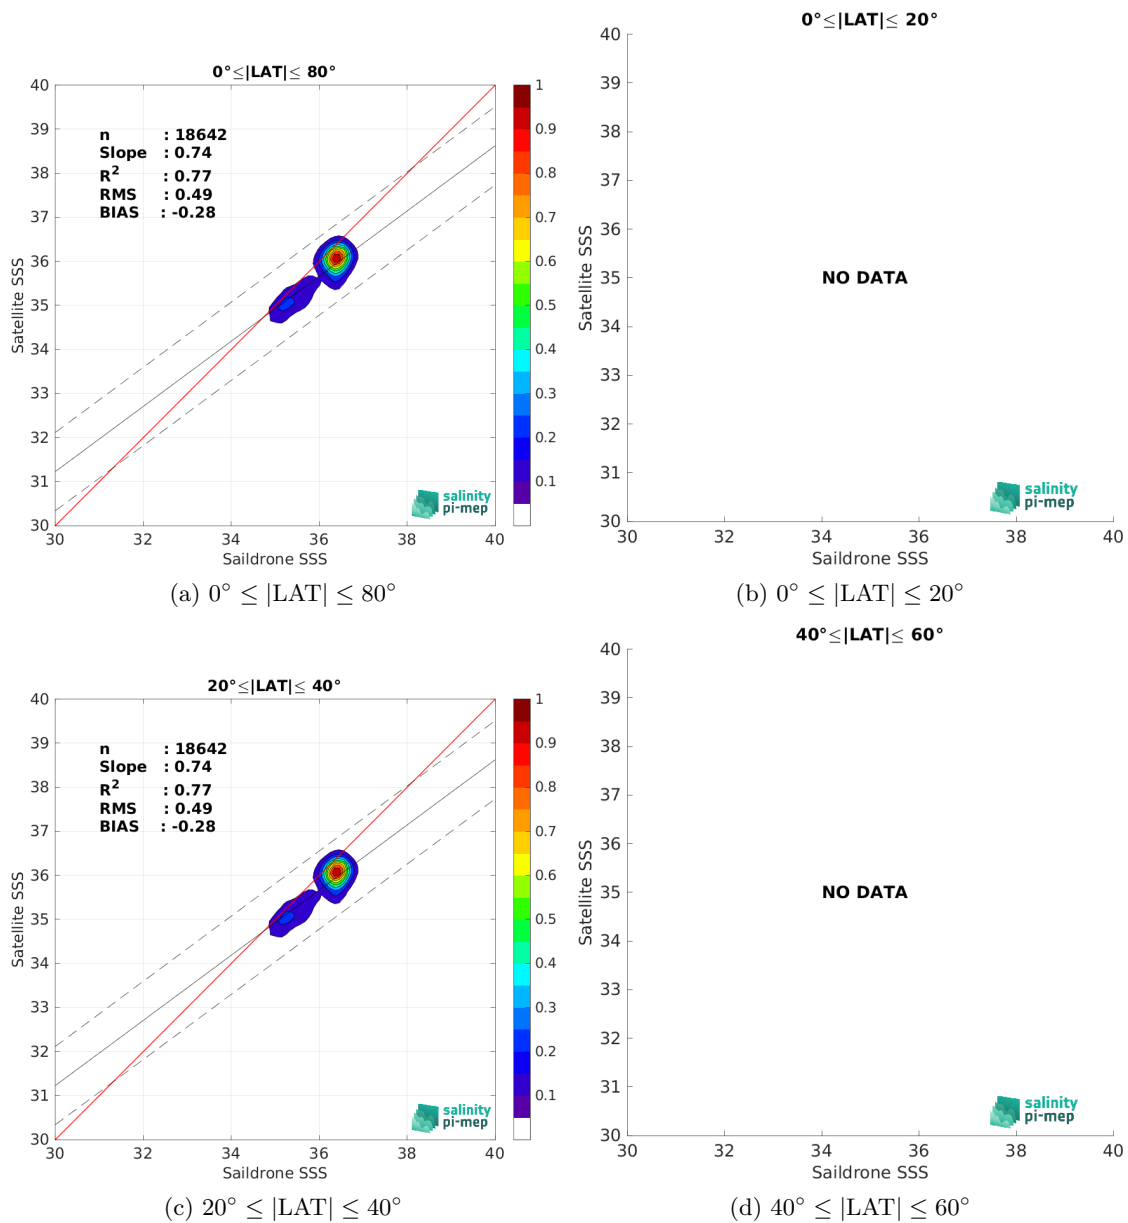 0°≤|LAT|≤ 80°
40
39
38
37
36
35
34
33
32
31
30
Satellite SSS
n : 18642
Slope : 0.74
R² : 0.77
RMS : 0.49
BIAS : -0.28
1
0.9
0.8
0.7
0.6
0.5
0.4
0.3
0.2
0.1
salinity
pi-mep
30 32 34 36 38 40
Saildrone SSS
(a) 0° ≤ |LAT| ≤ 80°
0°≤|LAT|≤ 20°
40
39
38
37
36
35
34
33
32
31
30
Satellite SSS
NO DATA
salinity
pi-mep
30 32 34 36 38 40
Saildrone SSS
(b) 0° ≤ |LAT| ≤ 20°
20°≤|LAT|≤ 40°
40
39
38
37
36
35
34
33
32
31
30
Satellite SSS
n : 18642
Slope : 0.74
R² : 0.77
RMS : 0.49
BIAS : -0.28
1
0.9
0.8
0.7
0.6
0.5
0.4
0.3
0.2
0.1
salinity
pi-mep
30 32 34 36 38 40
Saildrone SSS
(c) 20° ≤ |LAT| ≤ 40°
40°≤|LAT|≤ 60°
40
39
38
37
36
35
34
33
32
31
30
Satellite SSS
NO DATA
salinity
pi-mep
30 32 34 36 38 40
Saildrone SSS
(d) 40° ≤ |LAT| ≤ 60°